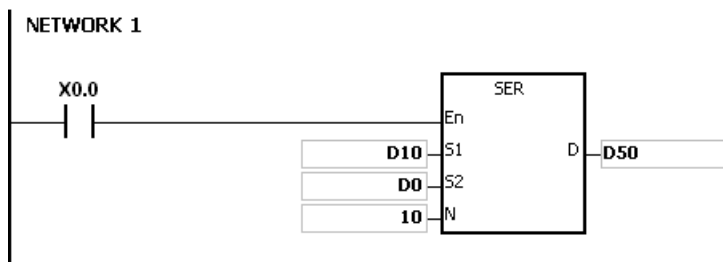 NETWORK 1
X0.0
SER
En
D10 S1 D D50
D0 S2
10 N